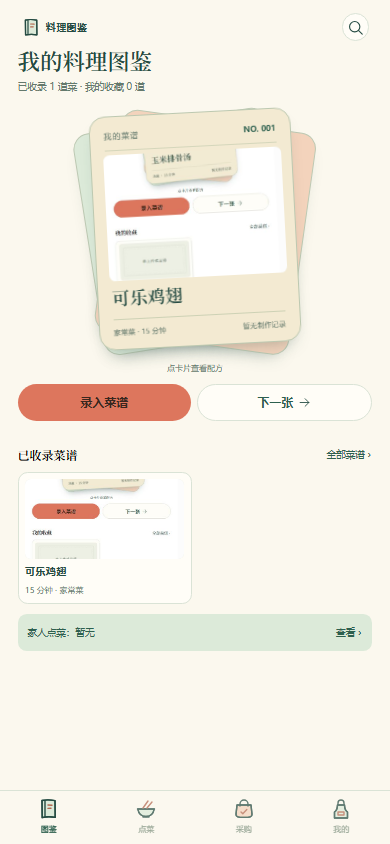 料理图鉴
我的料理图鉴
已收录 1 道菜 · 我的收藏 0 道
我的菜谱
NO. 001
玉米排骨汤
录入菜谱
下一张 →
可乐鸡翅
家常菜 · 15 分钟
暂无制作记录
点卡片查看配方
录入菜谱
下一张 →
已收录菜谱
全部菜谱 ›
录入菜谱
下一张 →
可乐鸡翅
15 分钟 · 家常菜
家人点菜：暂无
查看 ›
图鉴
点菜
采购
我的